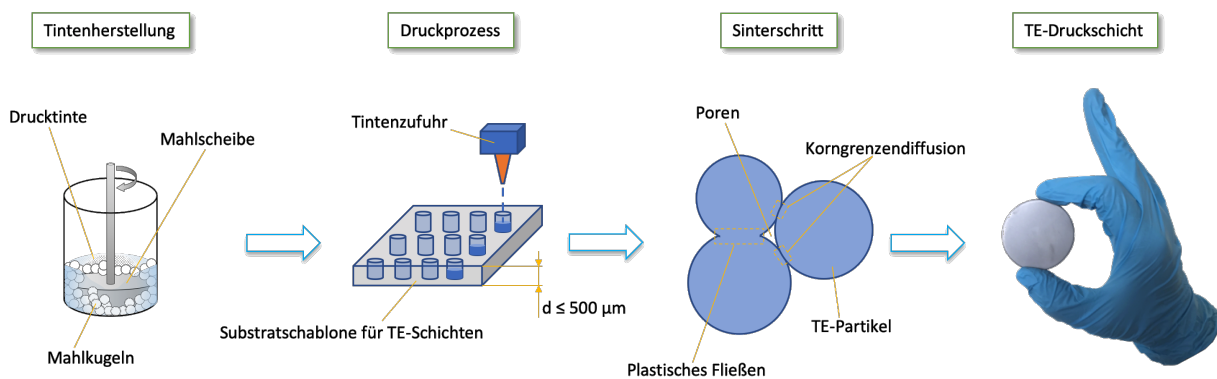 Tintenherstellung
Druckprozess
Sinterschritt
TE-Druckschicht
Drucktinte
Mahlscheibe
Mahlkugeln
Tintenzufuhr
Substratschablone für TE-Schichten
d ≤ 500 µm
Poren
Korngrenzendiffusion
TE-Partikel
Plastisches Fließen